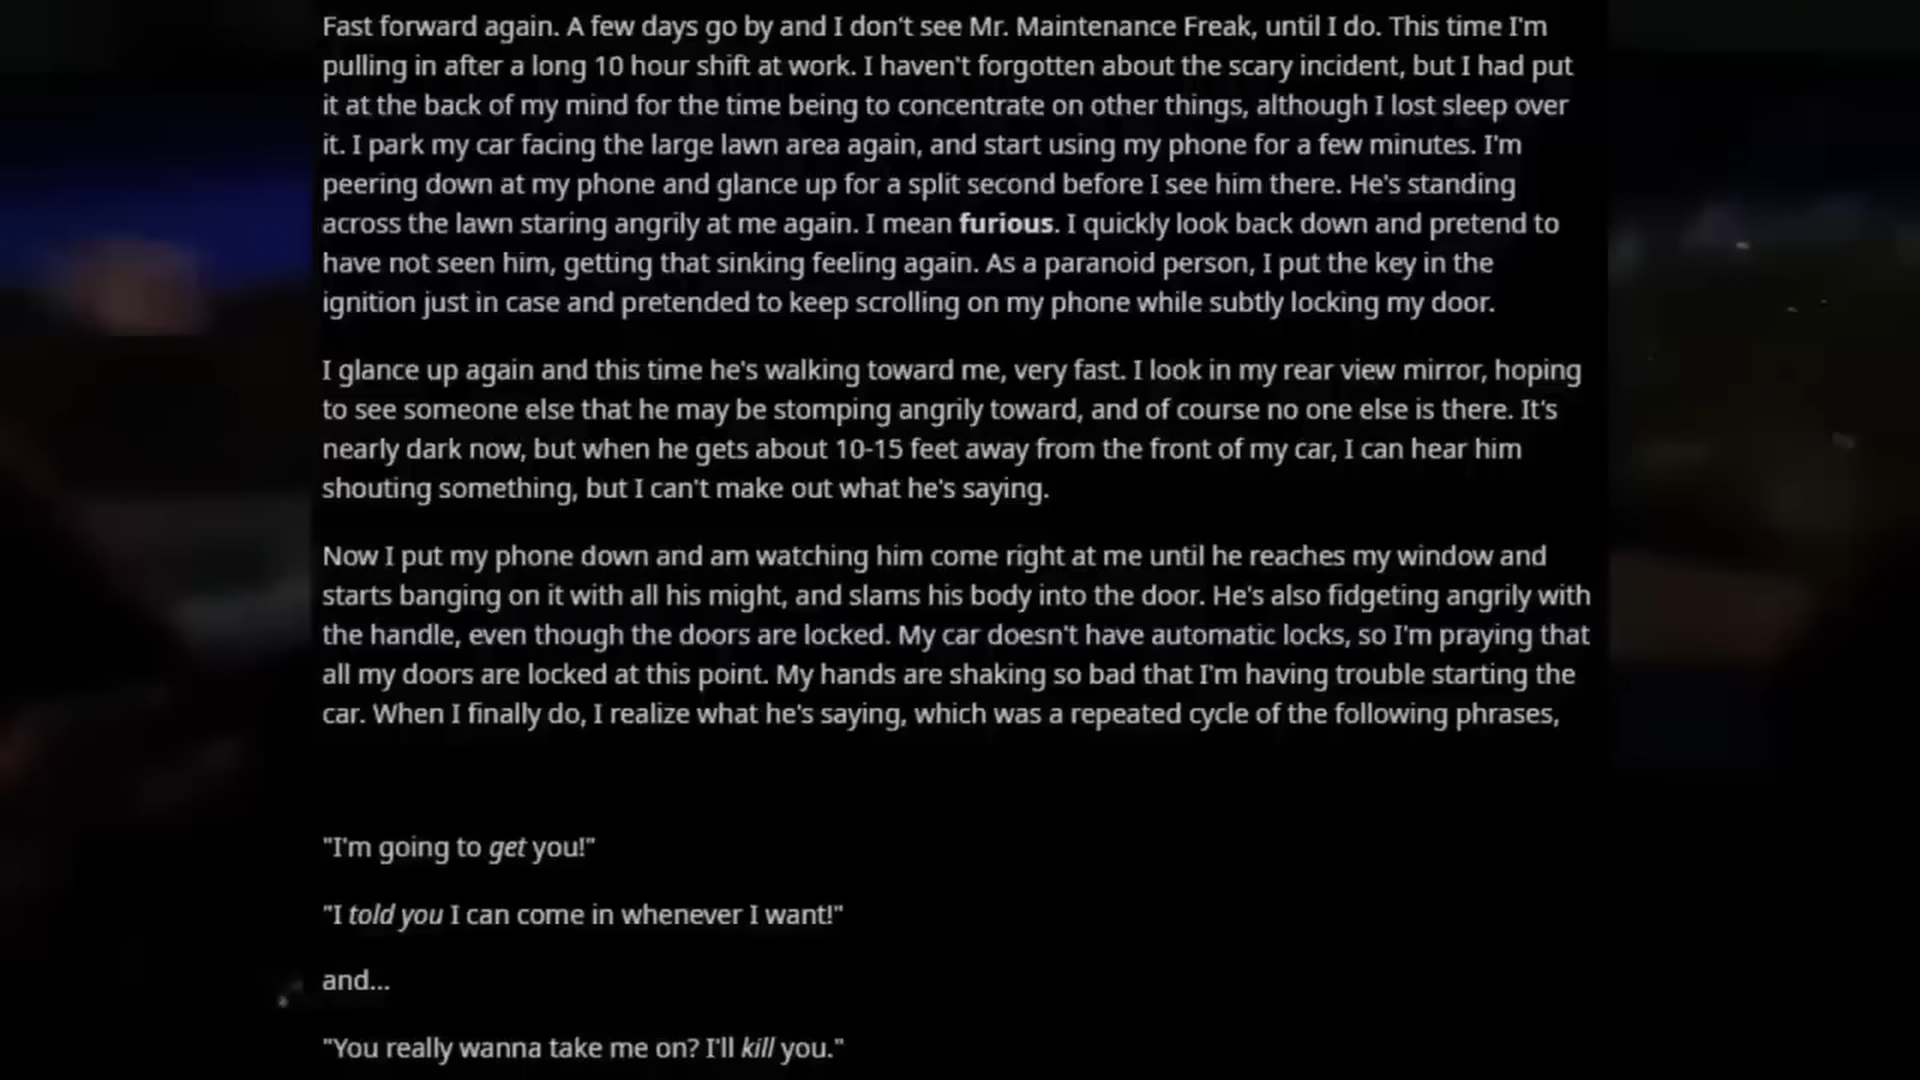 Fast forward again. A few days go by and I don't see Mr. Maintenance Freak, until I do. This time I'm
pulling in after a long 10 hour shift at work. I haven't forgotten about the scary incident, but I had put
it at the back of my mind for the time being to concentrate on other things, although I lost sleep over
it. I park my car facing the large lawn area again, and start using my phone for a few minutes. I'm
peering down at my phone and glance up for a split second before I see him there. He's standing
across the lawn staring angrily at me again. I mean furious. I quickly look back down and pretend to
have not seen him, getting that sinking feeling again. As a paranoid person, I put the key in the
ignition just in case and pretended to keep scrolling on my phone while subtly locking my door.
I glance up again and this time he's walking toward me, very fast. I look in my rear view mirror, hoping
to see someone else that he may be stomping angrily toward, and of course no one else is there. It's
nearly dark now, but when he gets about 10-15 feet away from the front of my car, I can hear him
shouting something, but I can't make out what he's saying.
Now I put my phone down and am watching him come right at me until he reaches my window and
starts banging on it with all his might, and slams his body into the door. He's also fidgeting angrily with
the handle, even though the doors are locked. My car doesn't have automatic locks, so I'm praying that
all my doors are locked at this point. My hands are shaking so bad that I'm having trouble starting the
car. When I finally do, I realize what he's saying, which was a repeated cycle of the following phrases,
"I'm going to get you!"
"I told you I can come in whenever I want!"
and...
"You really wanna take me on? I'll kill you."